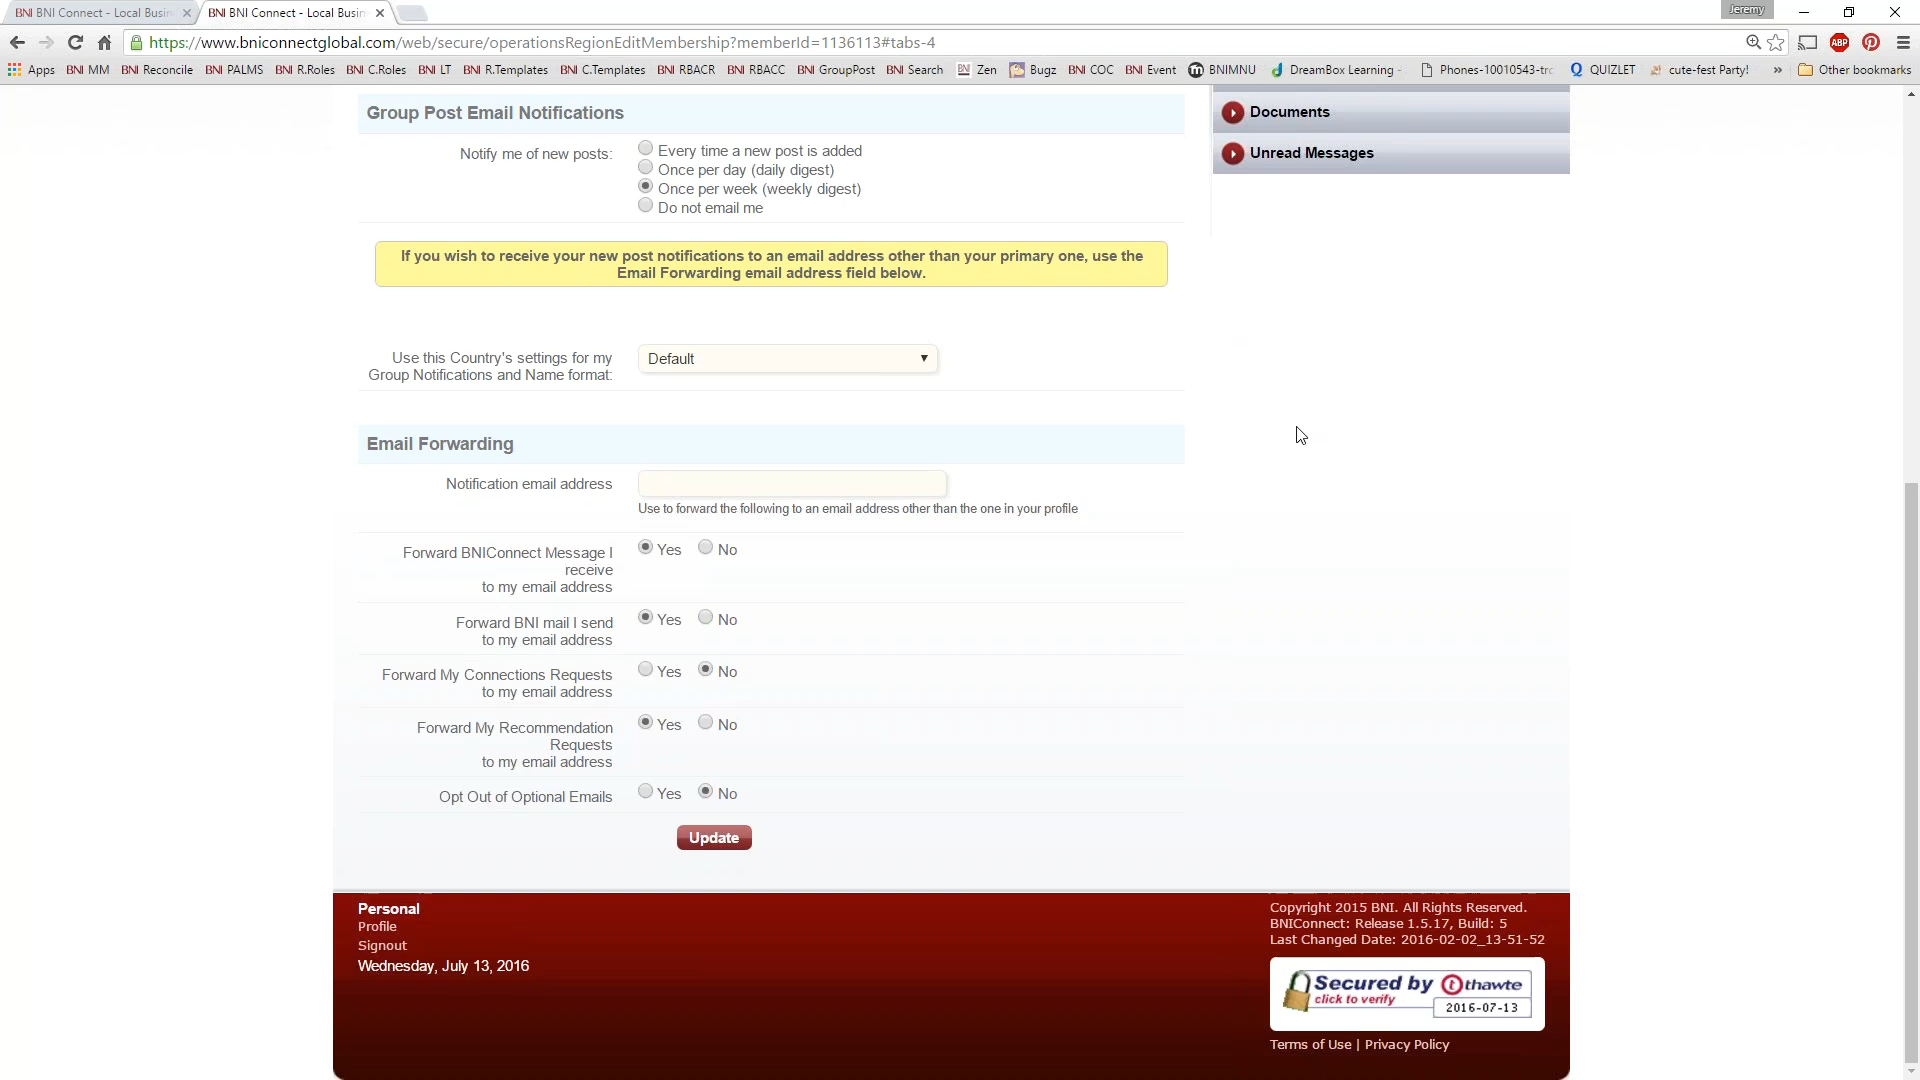 BNI BNI Connect - Local Busin
BNI BNI Connect - Local Busin
Jeremy
https://www.bniconnectglobal.com/web/secure/operationsRegionEditMembership?memberId=1136113#tabs-4
ABP
Apps BNI MM BNI Reconcile BNI PALMS BNI R.Roles BNI C.Roles BNI LT BNI R.Templates BNI C.Templates BNI RBACR BNI RBACC BNI GroupPost BNI Search Zen Bugz BNI COC BNI Event BNIMNU DreamBox Learning - Phones-10010543-trc QUIZLET cute-fest Party! » Other bookmarks
Group Post Email Notifications
Notify me of new posts:
Every time a new post is added
Once per day (daily digest)
Once per week (weekly digest)
Do not email me
If you wish to receive your new post notifications to an email address other than your primary one, use the
Email Forwarding email address field below.
Use this Country's settings for my
Group Notifications and Name format:
Default
Email Forwarding
Notification email address
Use to forward the following to an email address other than the one in your profile
Forward BNIConnect Message I
receive
to my email address
Yes No
Forward BNI mail I send
to my email address
Yes No
Forward My Connections Requests
to my email address
Yes No
Forward My Recommendation
Requests
to my email address
Yes No
Opt Out of Optional Emails
Yes No
Update
Documents
Unread Messages
Personal
Profile
Signout
Wednesday, July 13, 2016
Copyright 2015 BNI. All Rights Reserved.
BNIConnect: Release 1.5.17, Build: 5
Last Changed Date: 2016-02-02_13-51-52
Secured by thawte
click to verify
2016-07-13
Terms of Use | Privacy Policy